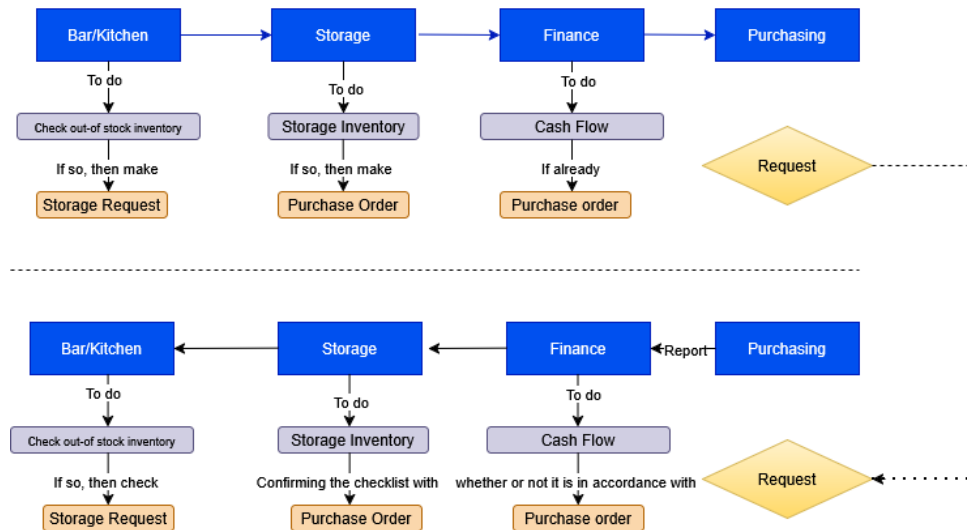 Bar/Kitchen
Storage
Finance
Purchasing
To do
To do
To do
Check out-of stock inventory
Storage Inventory
Cash Flow
If so, then make
If so, then make
If already
Request
Storage Request
Purchase Order
Purchase order
Bar/Kitchen
Storage
Finance
Report
Purchasing
To do
To do
To do
Check out-of stock inventory
Storage Inventory
Cash Flow
If so, then check
Confirming the checklist with
whether or not it is in accordance with
Request
Storage Request
Purchase Order
Purchase order